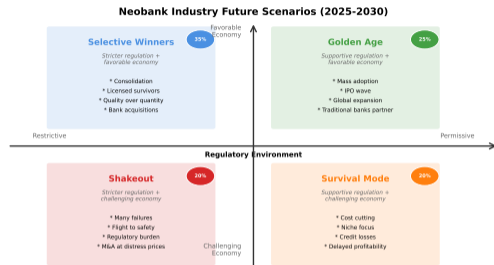 Neobank Industry Future Scenarios (2025-2030)
Favorable
Economy
Selective Winners
35%
Stricter regulation +
favorable economy
* Consolidation
* Licensed survivors
* Quality over quantity
* Bank acquisitions
Golden Age
25%
Supportive regulation +
favorable economy
* Mass adoption
* IPO wave
* Global expansion
* Traditional banks partner
Restrictive
Permissive
Regulatory Environment
Shakeout
20%
Stricter regulation +
challenging economy
* Many failures
* Flight to safety
* Regulatory burden
* M&A at distress prices
Survival Mode
20%
Supportive regulation +
challenging economy
* Cost cutting
* Niche focus
* Credit losses
* Delayed profitability
Challenging
Economy